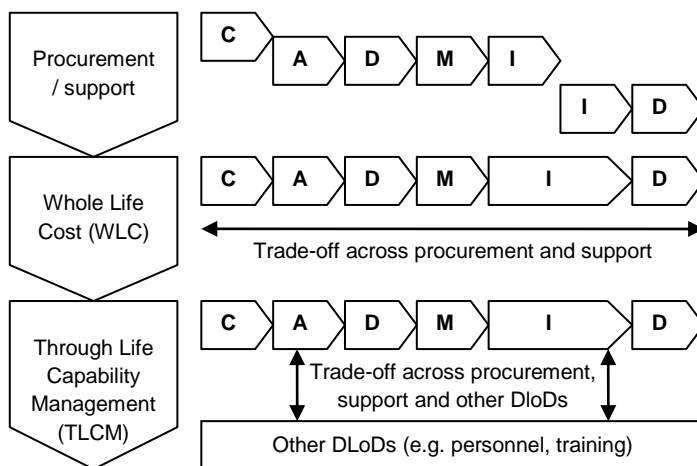 Procurement
/ support
C
A D M I
I D
Whole Life
Cost (WLC)
C A D M I D
Trade-off across procurement and support
Through Life
Capability
Management
(TLCM)
C A D M I D
Trade-off across procurement,
support and other DloDs
Other DLoDs (e.g. personnel, training)